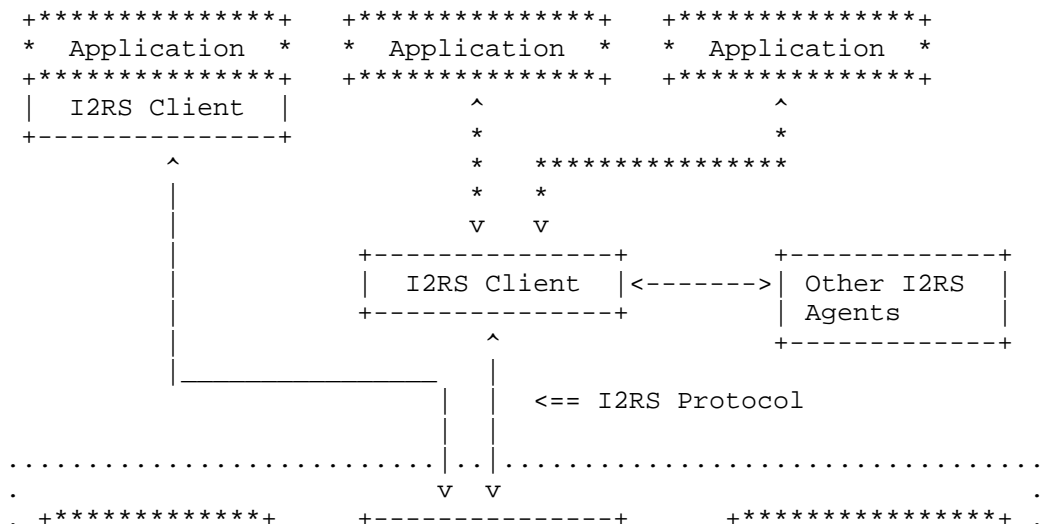 Application Application Application
I2RS Client
I2RS Client Other I2RS
Agents
<== I2RS Protocol